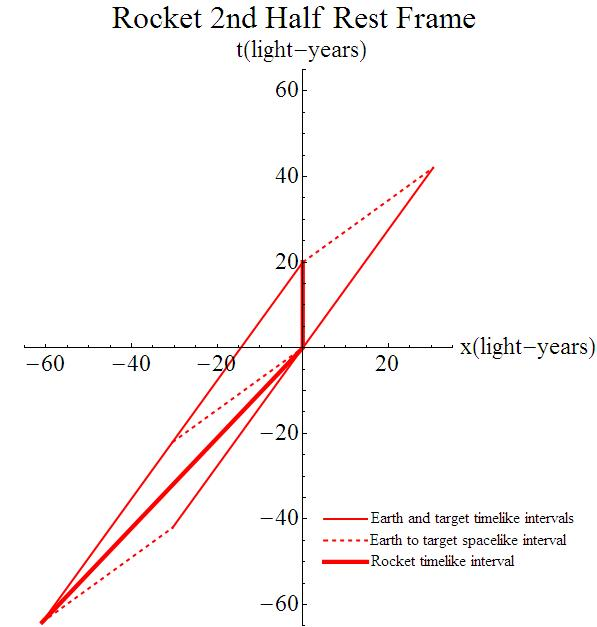 Rocket 2nd Half Rest Frame
t(light−years)
60
40
20
−60 −40 −20 20 x(light−years)
−20
−40
−60
Earth and target timelike intervals
Earth to target spacelike interval
Rocket timelike interval